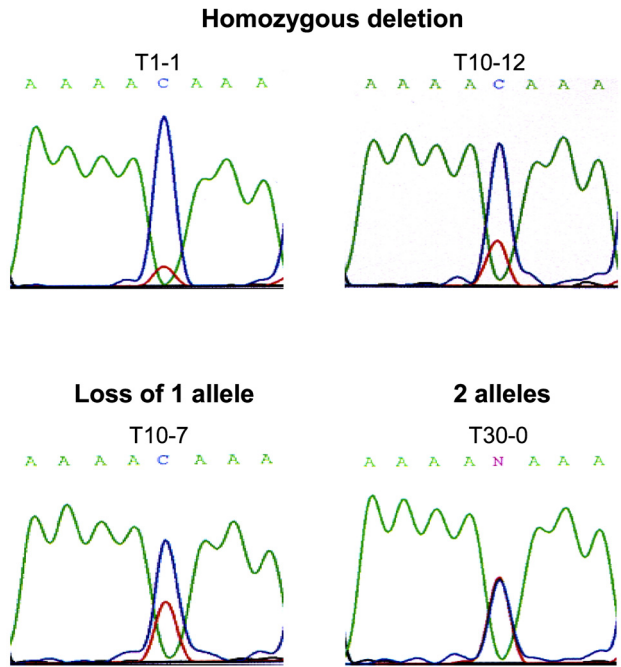 Homozygous deletion
T1-1
A A A A C A A A
T10-12
A A A A C A A A
Loss of 1 allele
T10-7
A A A A C A A A
2 alleles
T30-0
A A A A N A A A